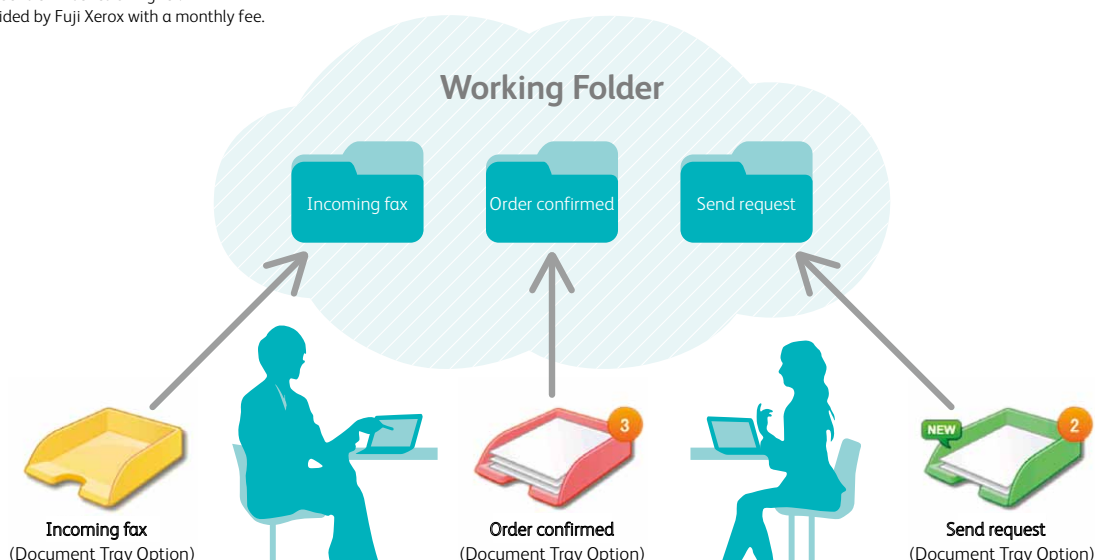 ided by Fuji Xerox with a monthly fee.
Working Folder
Incoming fax
Order confirmed
Send request
3
NEW
2
Incoming fax
(Document Tray Option)
Order confirmed
(Document Tray Option)
Send request
(Document Tray Option)